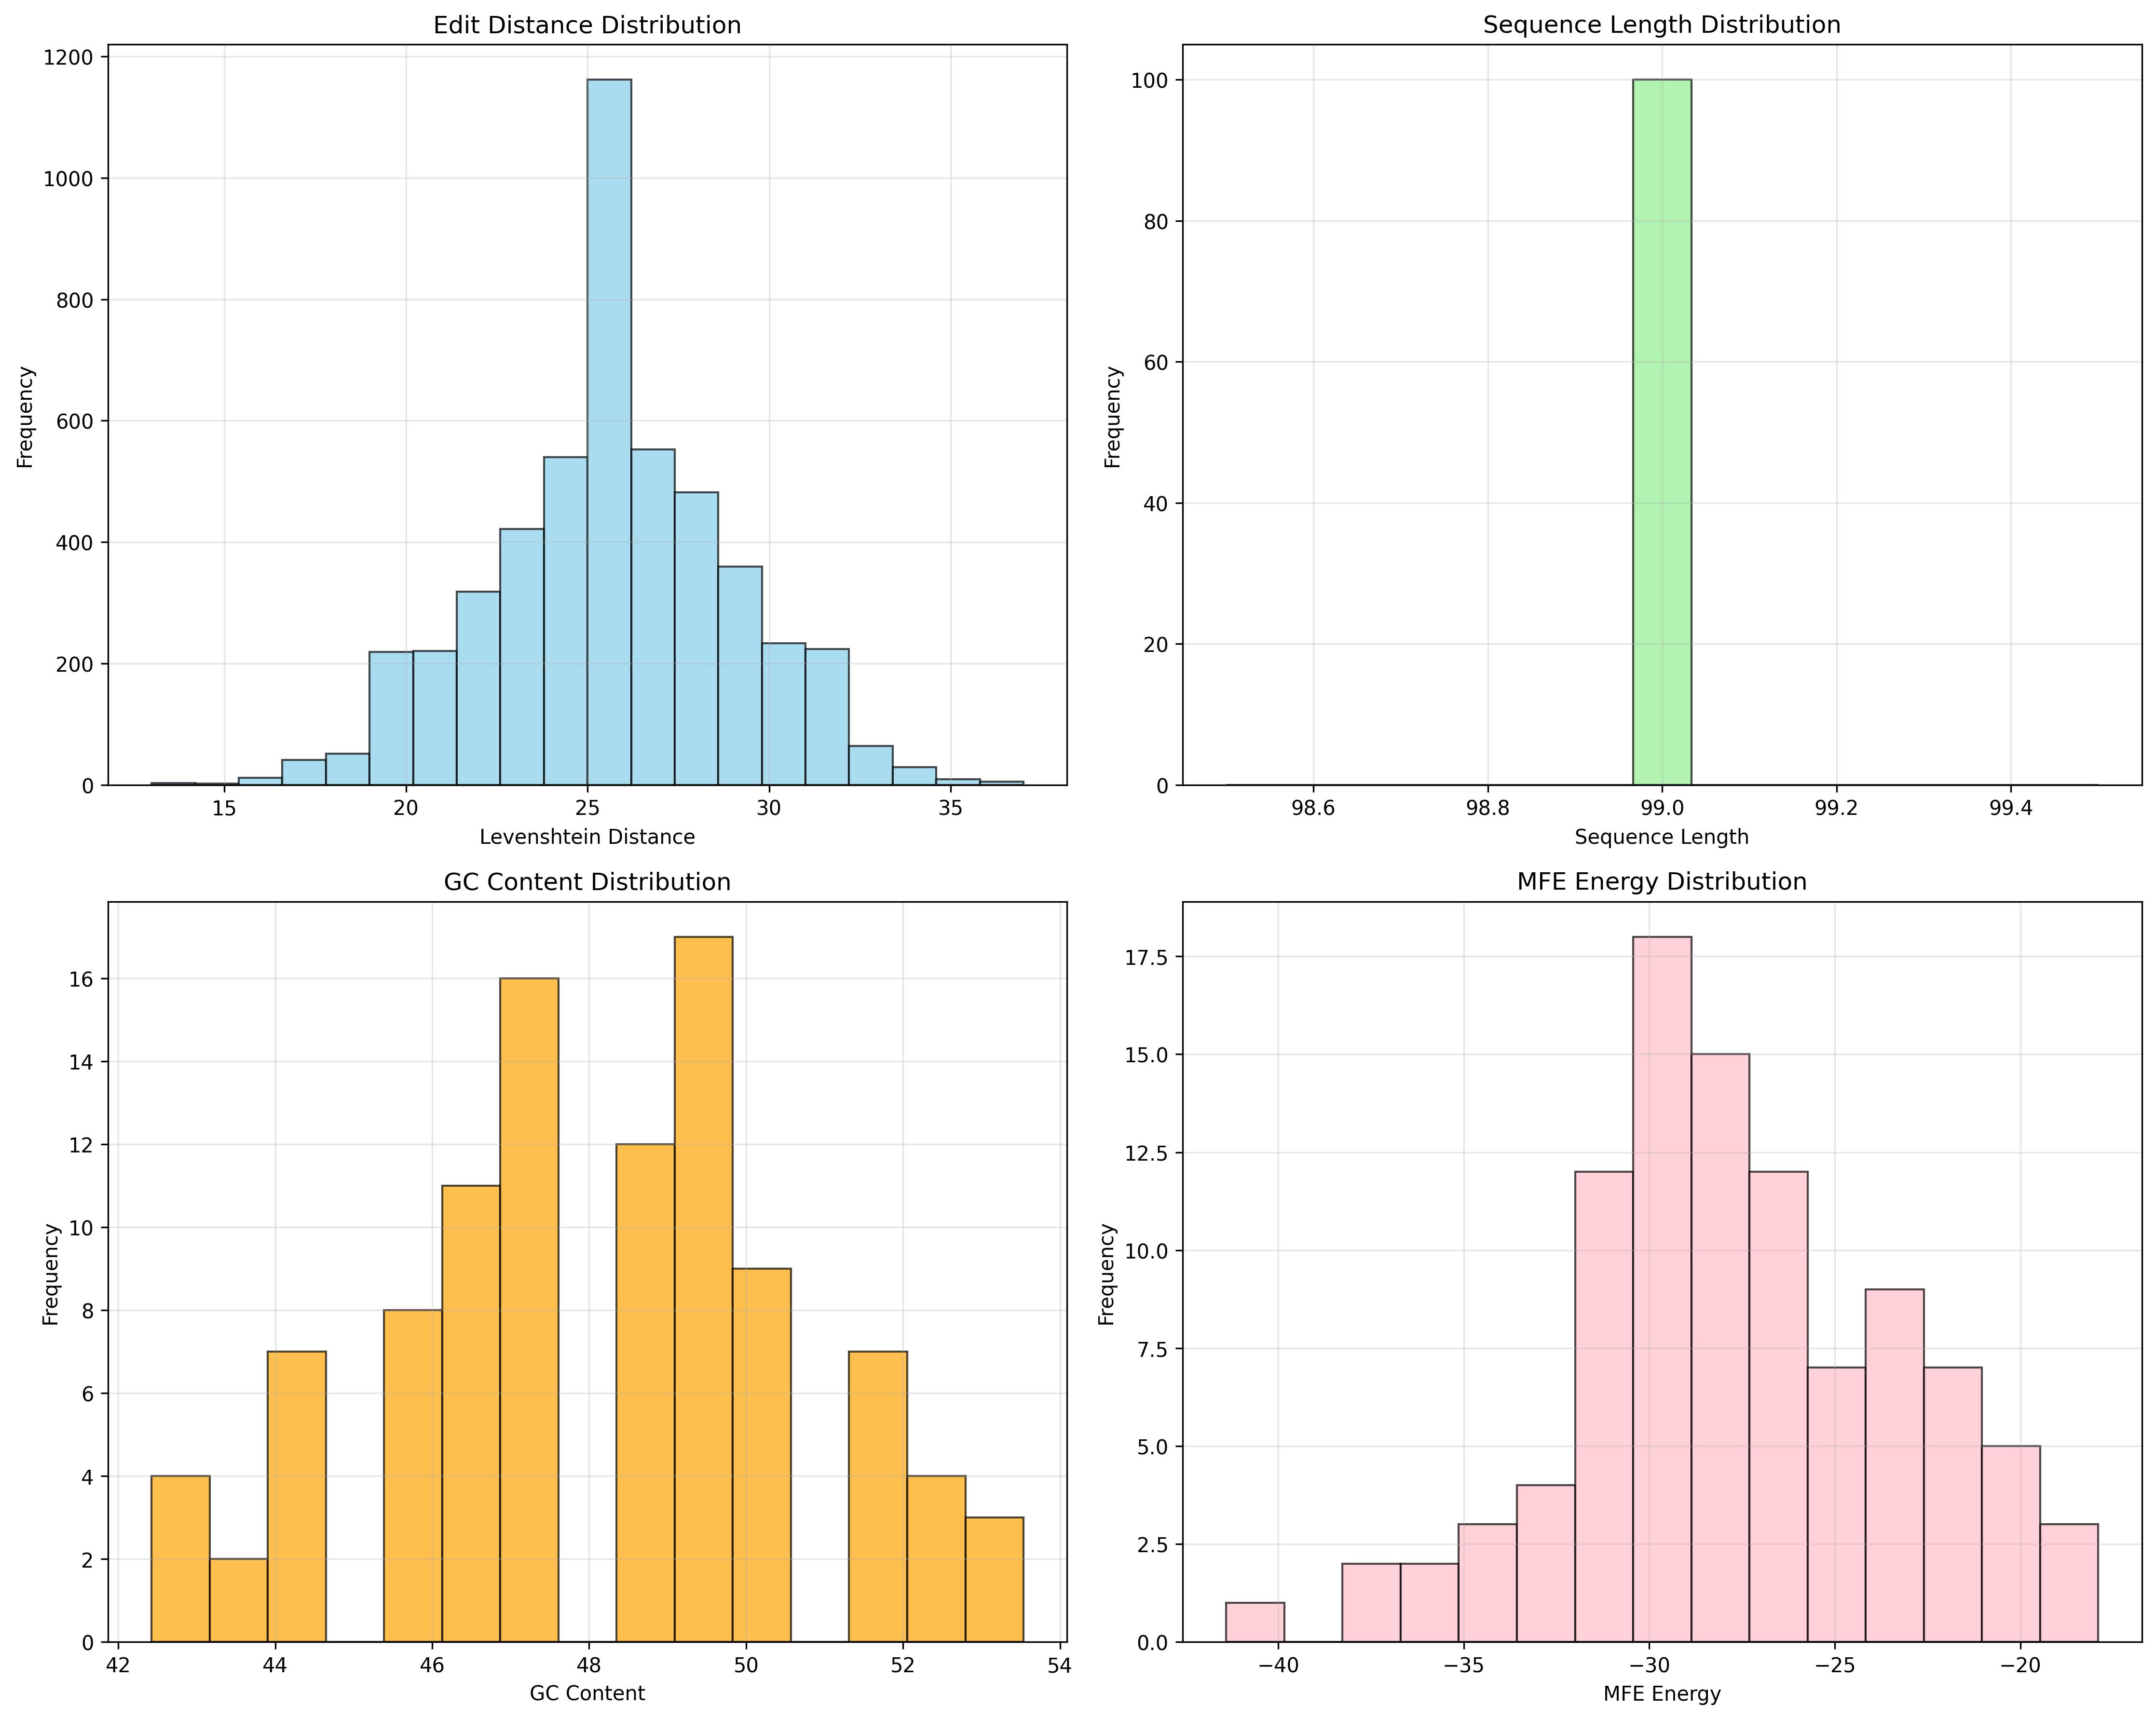 Edit Distance Distribution
1200
1000
800
600
400
200
0
Frequency
15 20 25 30 35
Levenshtein Distance
Sequence Length Distribution
100
80
60
40
20
0
Frequency
98.6 98.8 99.0 99.2 99.4
Sequence Length
GC Content Distribution
16
14
12
10
8
6
4
2
0
Frequency
42 44 46 48 50 52 54
GC Content
MFE Energy Distribution
17.5
15.0
12.5
10.0
7.5
5.0
2.5
0.0
Frequency
−40 −35 −30 −25 −20
MFE Energy